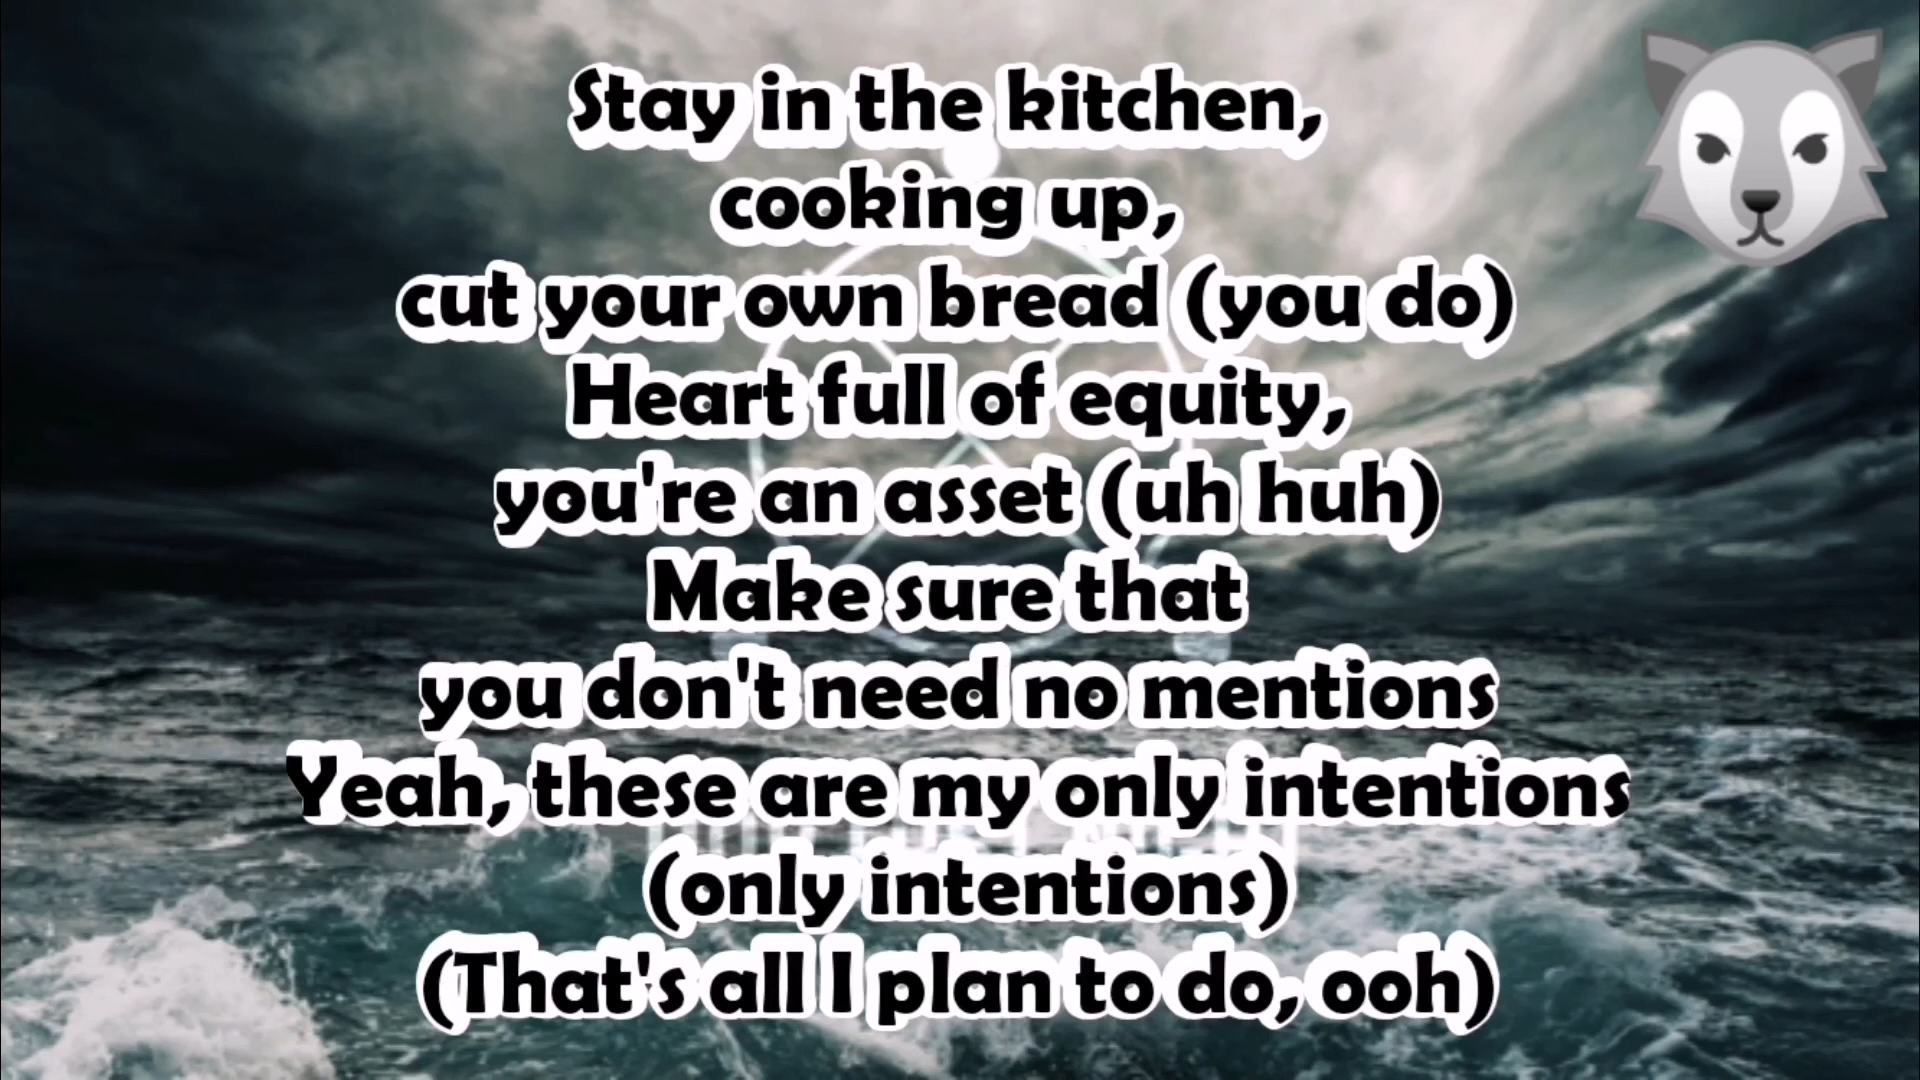 Stay in the kitchen,
cooking up,
cut your own bread (you do)
Heart full of equity,
you're an asset (uh huh)
Make sure that
you don't need no mentions
Yeah, these are my only intentions
(only intentions)
(That's all I plan to do, ooh)